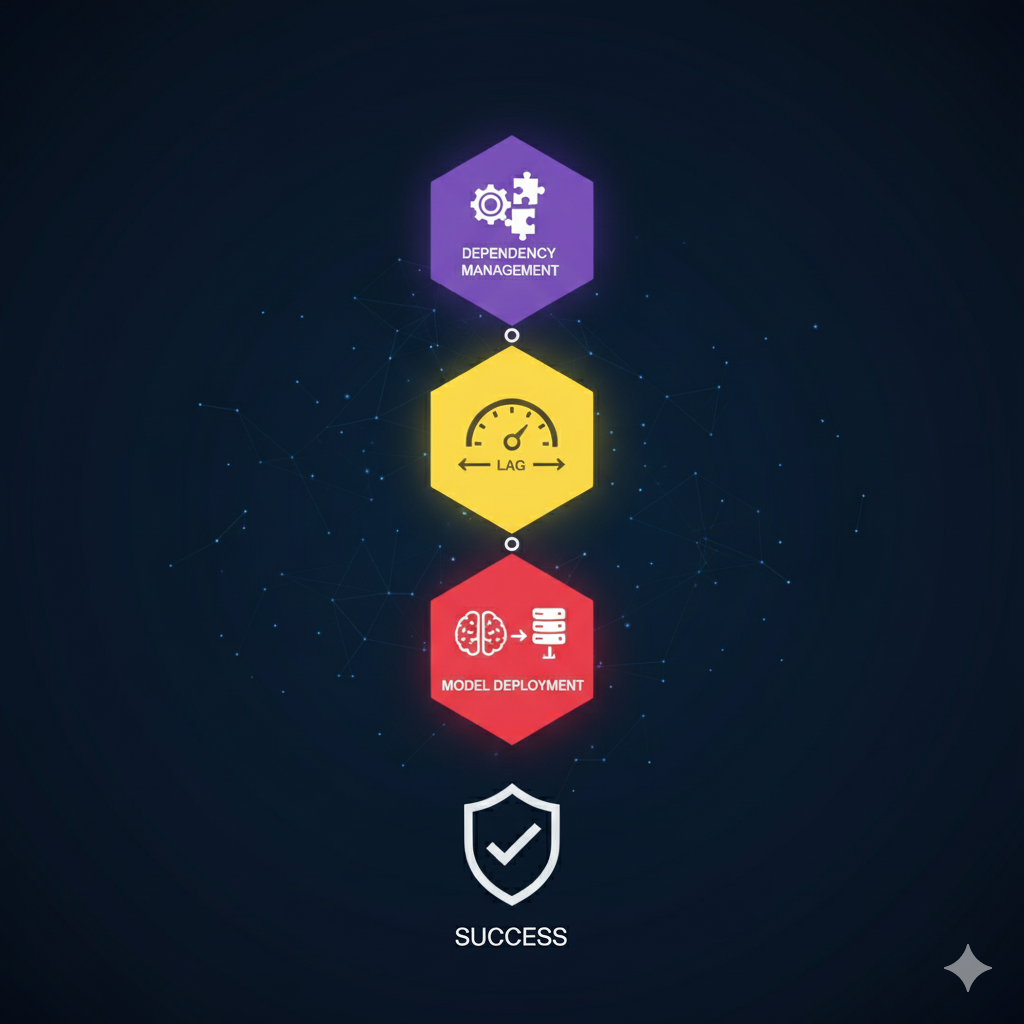 DEPENDENCY
MANAGEMENT
LAG
MODEL DEPLOYMENT
SUCCESS